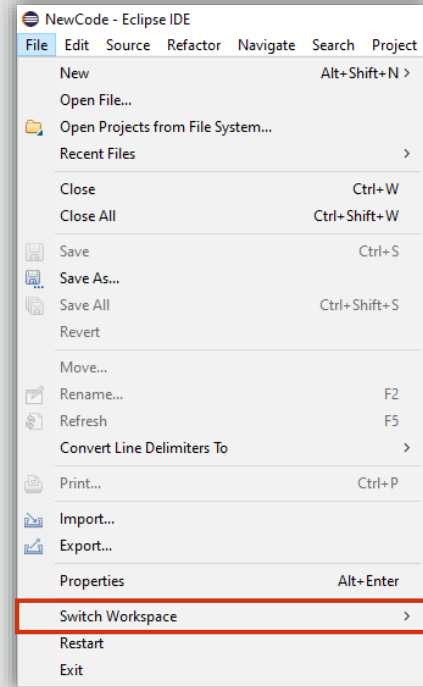 NewCode - Eclipse IDE
File Edit Source Refactor Navigate Search Project
New Alt+Shift+N >
Open File...
Open Projects from File System...
Recent Files >
Close Ctrl+W
Close All Ctrl+Shift+W
Save Ctrl+S
Save As...
Save All Ctrl+Shift+S
Revert
Move...
Rename... F2
Refresh F5
Convert Line Delimiters To >
Print... Ctrl+P
Import...
Export...
Properties Alt+Enter
Switch Workspace >
Restart
Exit